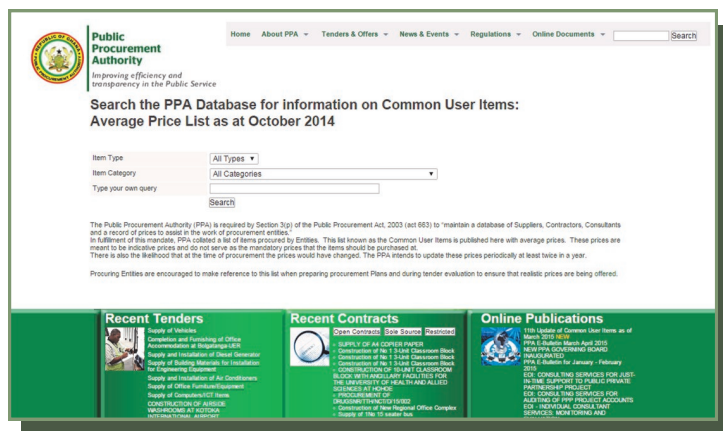 REPUBLIC OF GHANA
PUBLIC PROCUREMENT AUTHORITY
Public
Procurement
Authority
Improving efficiency and
transparency in the Public Service
Home About PPA Tenders & Offers News & Events Regulations Online Documents Search
Search the PPA Database for information on Common User Items:
Average Price List as at October 2014
Item Type All Types
Item Category All Categories
Type your own query
Search
The Public Procurement Authority (PPA) is required by Section 3(p) of the Public Procurement Act, 2003 (act 663) to "maintain a database of Suppliers, Contractors, Consultants
and a record of prices to assist in the work of procurement entities."
In fulfillment of this mandate, PPA collated a list of items procured by Entities. This list known as the Common User Items is published here with average prices. These prices are
meant to be indicative prices and do not serve as the mandatory prices that the items should be purchased at.
There is also the likelihood that at the time of procurement the prices would have changed. The PPA intends to update these prices periodically at least twice in a year.
Procuring Entities are encouraged to make reference to this list when preparing procurement Plans and during tender evaluation to ensure that realistic prices are being offered.
Recent Tenders
Supply of Vehicles
Completion and Furnishing of Office
Accommodation at Bolgatanga-UER
Supply and Installation of Diesel Generator
Supply of Building Materials for Installation
for Engineering Equipment
Supply and Installation of Air Conditioners
Supply of Office Furniture/Equipment
Supply of Computers/ICT Items
CONSTRUCTION OF AIRSIDE
WASHROOMS AT KOTOKA
INTERNATIONAL AIRPORT
Recent Contracts
Open Contracts Sole Source Restricted
SUPPLY OF A4 COPIER PAPER
Construction of No 1 3-Unit Classroom Block
Construction of No 1 3-Unit Classroom Block
Construction of No 1 3-Unit Classroom Block
CONSTRUCTION OF 10-UNIT CLASSROOM
BLOCK WITH ANCILLARY FACILITIES FOR
THE UNIVERSITY OF HEALTH AND ALLIED
SCIENCES AT HOHOE
PROCUREMENT OF
DRUGSNRTTH/NCT/D/15/002
Construction of New Regional Office Complex
Supply of 1No 15 seater bus
Online Publications
11th Update of Common User Items as of
March 2015 NEW
PPA E-Bulletin March April 2015
NEW PPA GOVERNING BOARD
INAUGURATED
PPA E-Bulletin for January - February
2015
EOI: CONSULTING SERVICES FOR JUST-
IN-TIME SUPPORT TO PUBLIC PRIVATE
PARTNERSHIP PROJECT
EOI: CONSULTING SERVICES FOR
AUDITING OF PPP PROJECT ACCOUNTS
EOI - INDIVIDUAL CONSULTANT
SERVICES: MONITORING AND